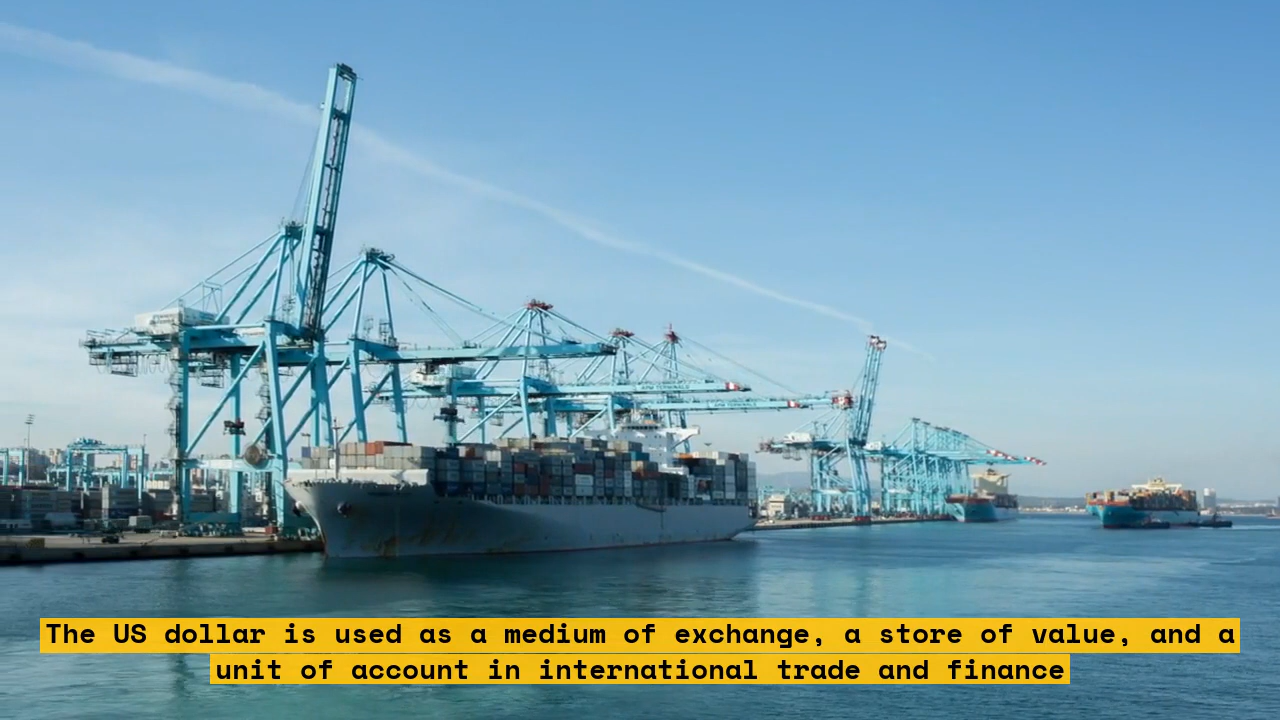 The US dollar is used as a medium of exchange, a store of value, and a
unit of account in international trade and finance